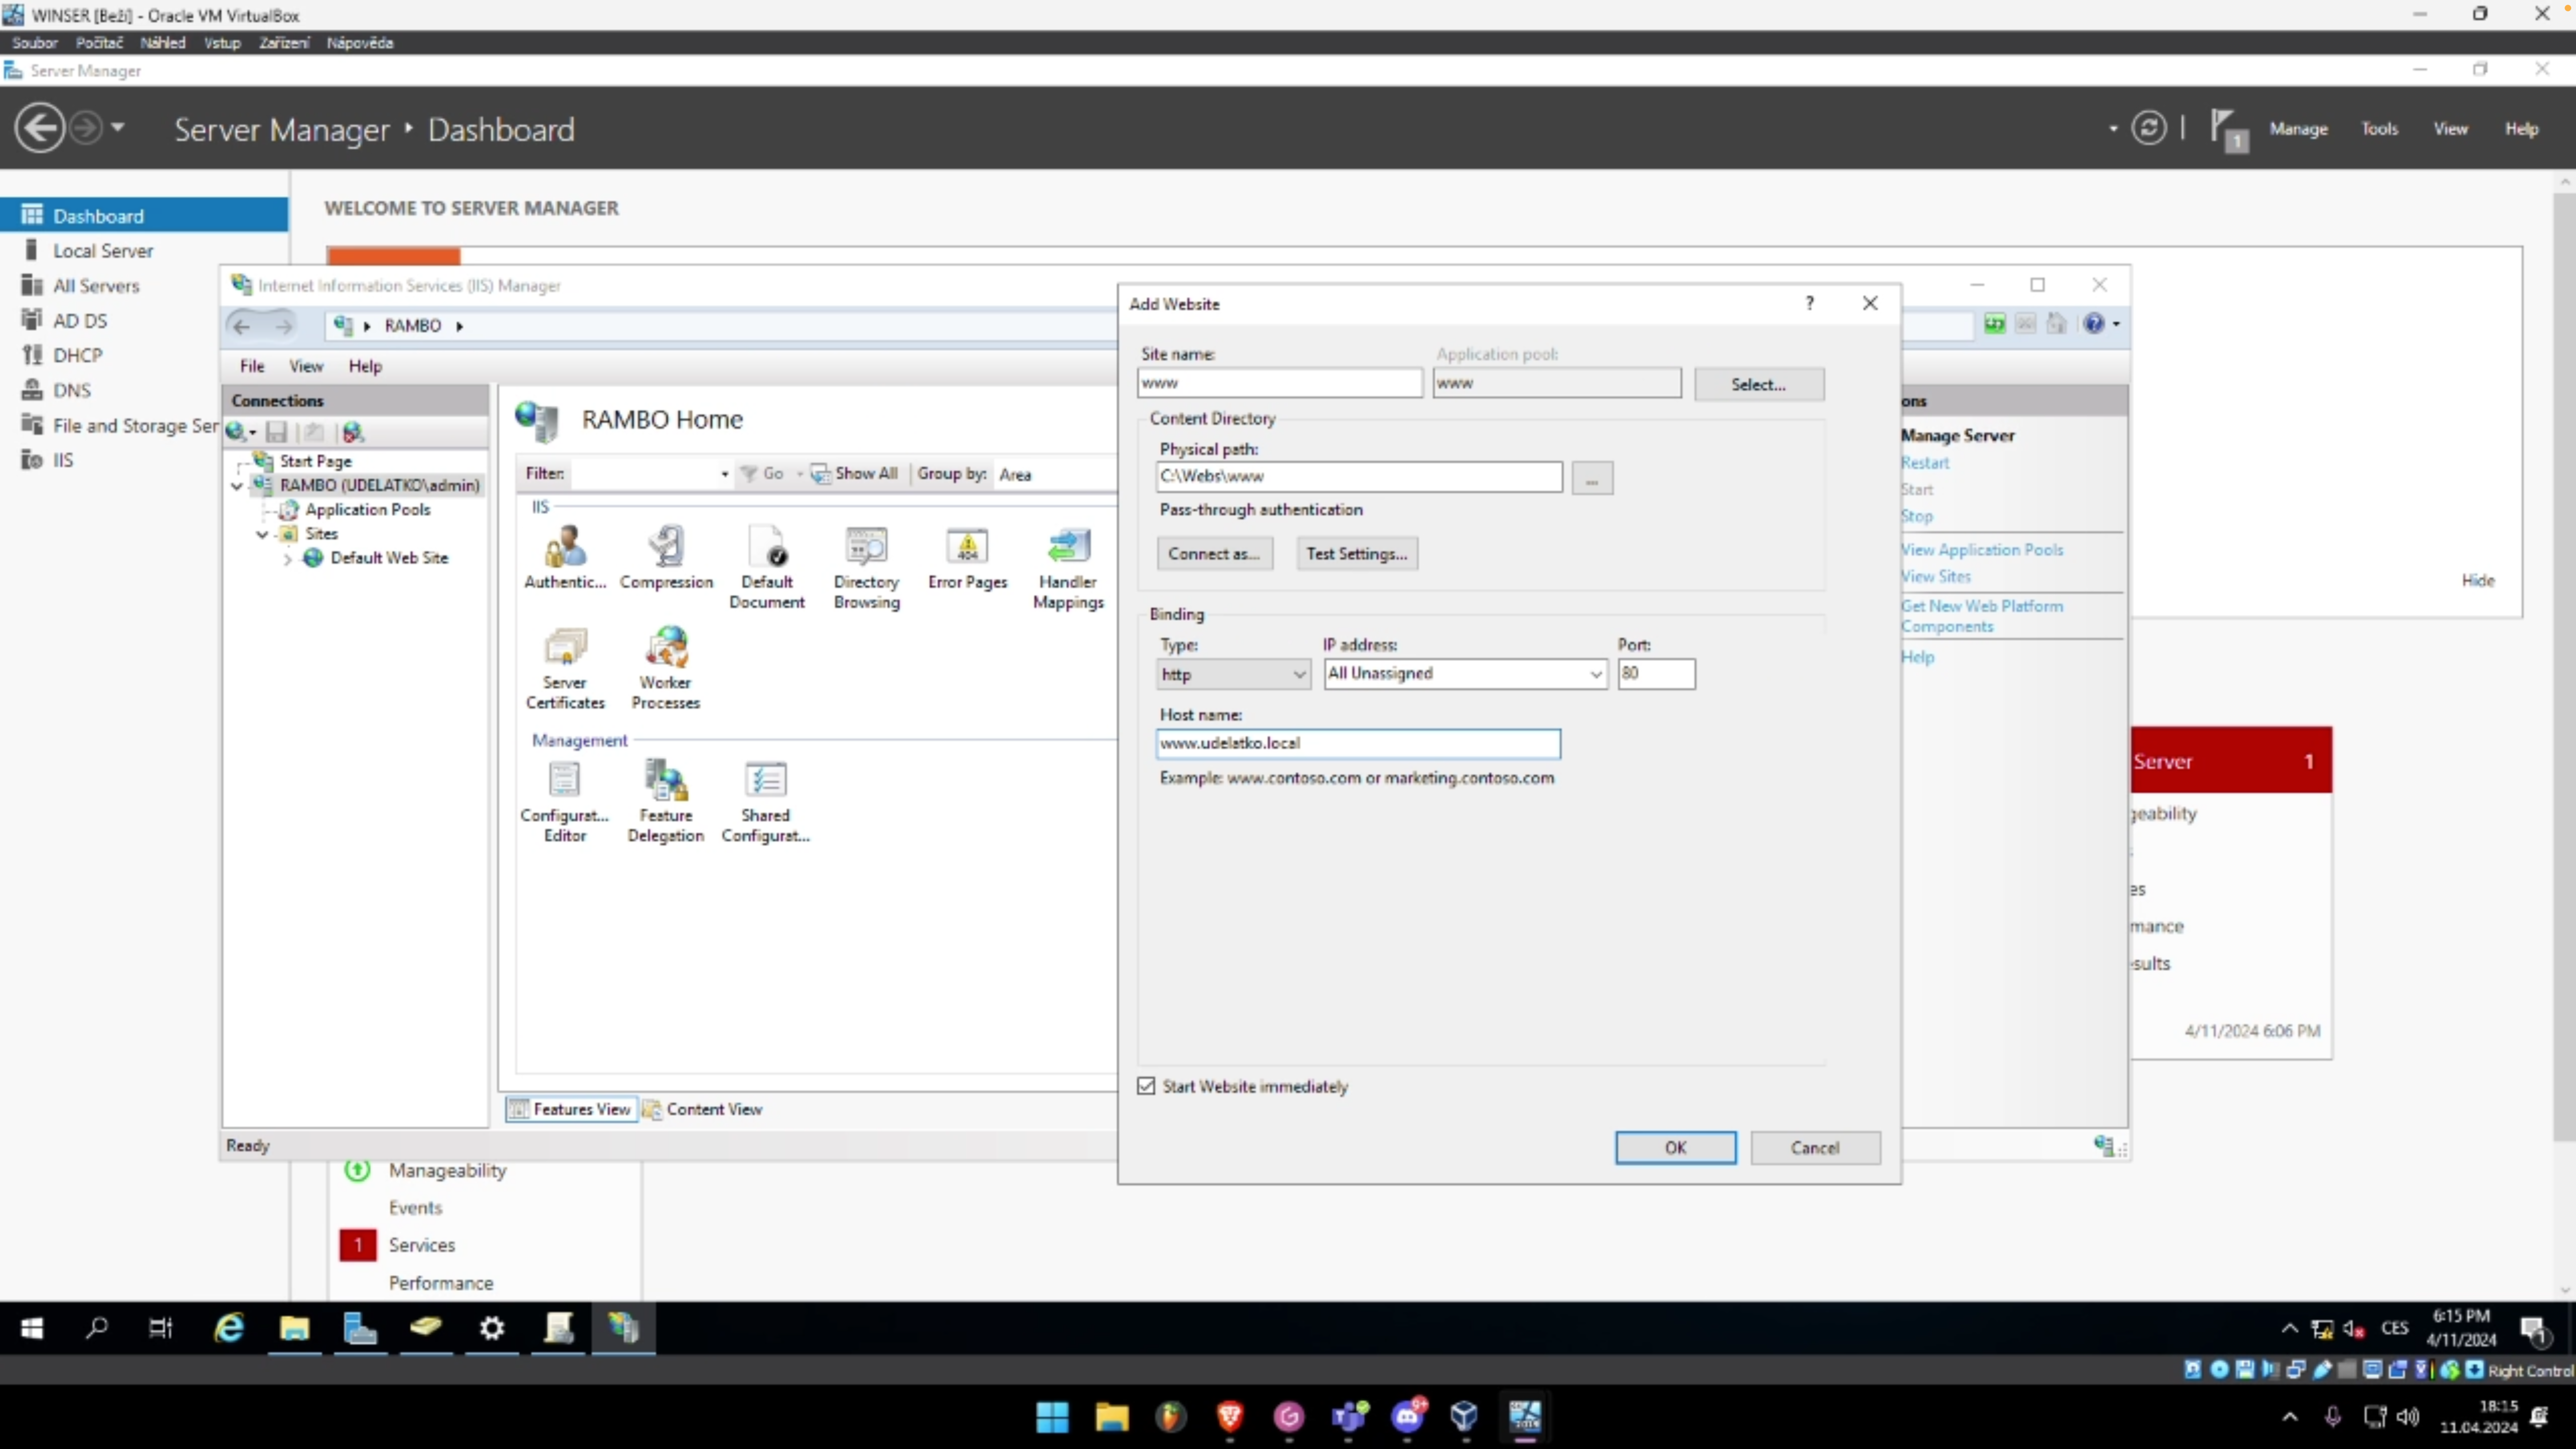 WINSER [Beží] - Oracle VM VirtualBox
Soubor Počítač Náhled Vstup Zařízení Nápověda
Server Manager
Server Manager • Dashboard
1 Manage Tools View Help
Dashboard
Local Server
All Servers
AD DS
DHCP
DNS
File and Storage Ser
IIS
WELCOME TO SERVER MANAGER
Hide
Internet Information Services (IIS) Manager
RAMBO
File View Help
Connections
Start Page
RAMBO (UDELATKO\admin)
Application Pools
Sites
Default Web Site
RAMBO Home
Filter: Go Show All Group by: Area
IIS
Authentic... Compression Default Document Directory Browsing Error Pages Handler Mappings
Server Certificates Worker Processes
Management
Configurat... Editor Feature Delegation Shared Configurat...
Features View Content View
Ready
Add Website
?
Site name: Application pool:
www www Select...
Content Directory
Physical path:
C:\Webs\www ...
Pass-through authentication
Connect as... Test Settings...
Binding
Type: IP address: Port:
http All Unassigned 80
Host name:
www.udelatko.local
Example: www.contoso.com or marketing.contoso.com
Start Website immediately
OK Cancel
ons
Manage Server
Restart
Start
Stop
View Application Pools
View Sites
Get New Web Platform
Components
Help
Server 1
geability
es
mance
sults
4/11/2024 6:06 PM
Manageability
Events
1 Services
Performance
CES 6:15 PM
4/11/2024
1
Right Control
9+
18:15
11.04.2024